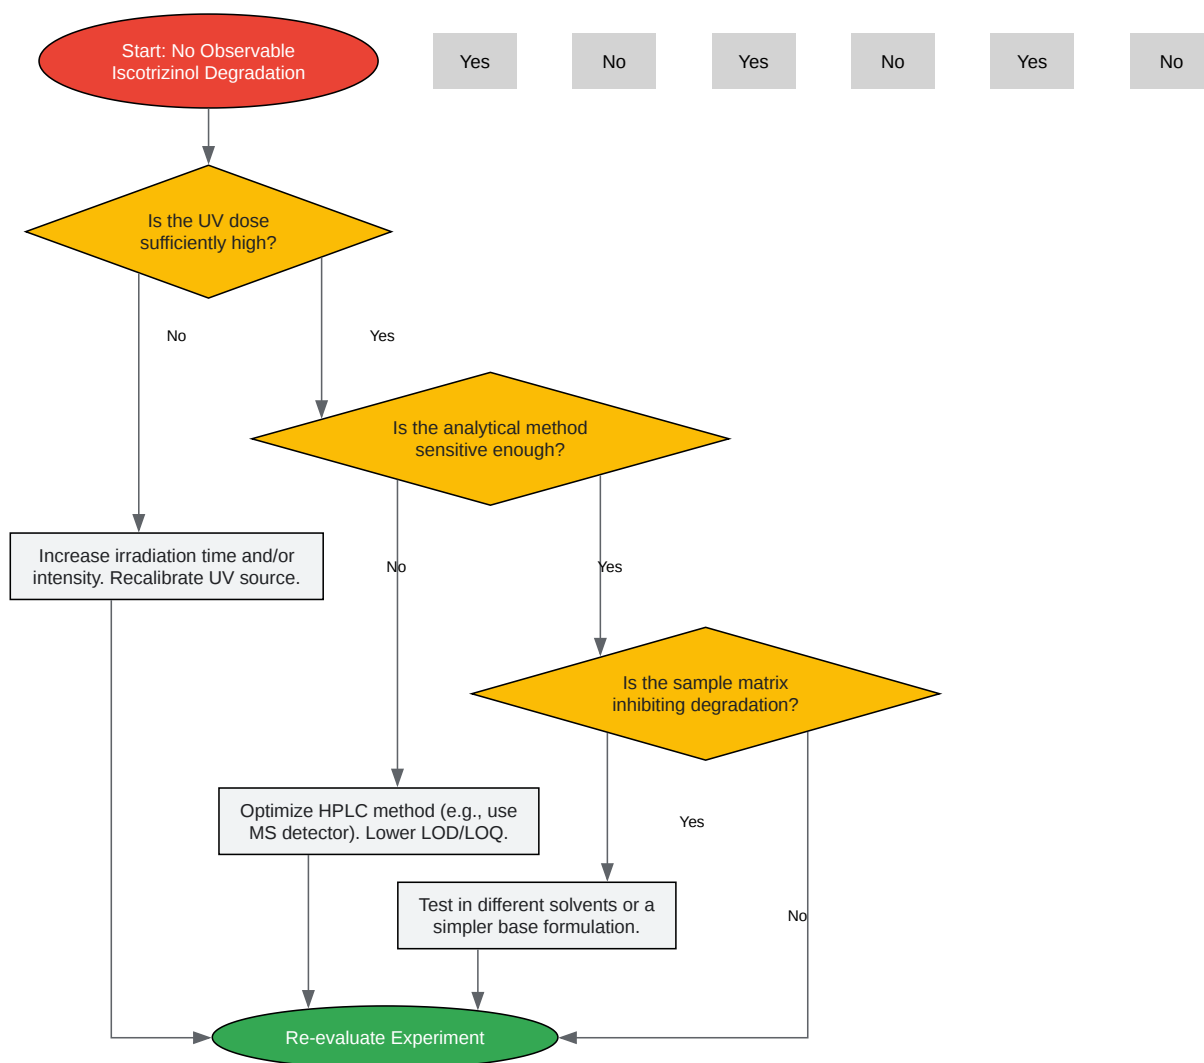 Start: No Observable
Iscotrizinol Degradation
Yes
No
Yes
No
Yes
No
Is the UV dose
sufficiently high?
No
Yes
Is the analytical method
sensitive enough?
Increase irradiation time and/or
intensity. Recalibrate UV source.
No
Yes
Is the sample matrix
inhibiting degradation?
Optimize HPLC method (e.g., use
MS detector). Lower LOD/LOQ.
Yes
Test in different solvents or a
simpler base formulation.
No
Re-evaluate Experiment